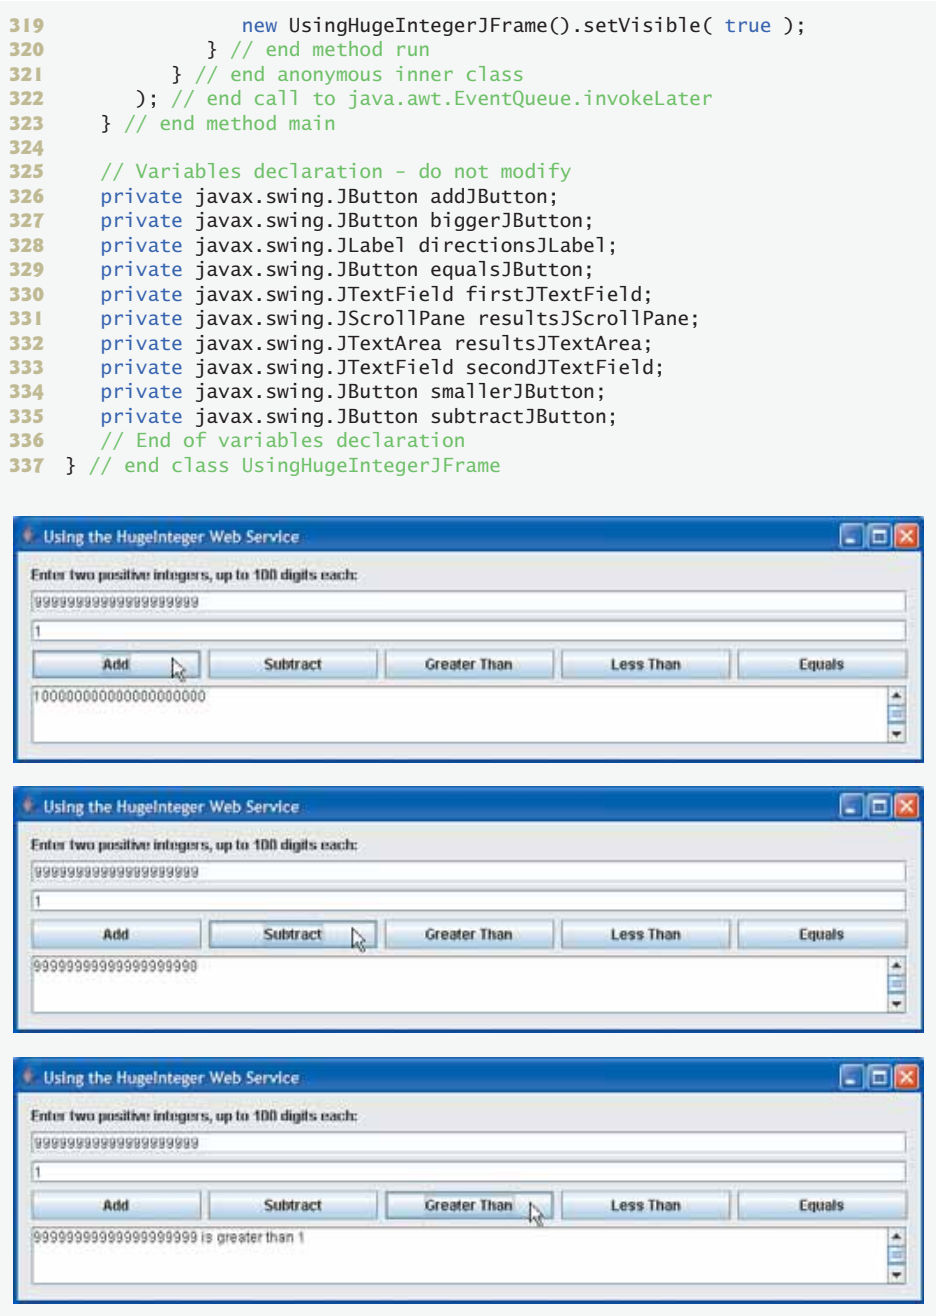 319 new UsingHugeIntegerJFrame().setVisible( true );
320 } // end method run
321 } // end anonymous inner class
322 ); // end call to java.awt.EventQueue.invokeLater
323 } // end method main
324
325 // Variables declaration - do not modify
326 private javax.swing.JButton addJButton;
327 private javax.swing.JButton biggerJButton;
328 private javax.swing.JLabel directionsJLabel;
329 private javax.swing.JButton equalsJButton;
330 private javax.swing.JTextField firstJTextField;
331 private javax.swing.JScrollPane resultsJScrollPane;
332 private javax.swing.JTextArea resultsJTextArea;
333 private javax.swing.JTextField secondJTextField;
334 private javax.swing.JButton smallerJButton;
335 private javax.swing.JButton subtractJButton;
336 // End of variables declaration
337 } // end class UsingHugeIntegerJFrame
Using the HugeInteger Web Service
Enter two positive integers, up to 100 digits each:
99999999999999999999
1
Add Subtract Greater Than Less Than Equals
100000000000000000000
Using the HugeInteger Web Service
Enter two positive integers, up to 100 digits each:
99999999999999999999
1
Add Subtract Greater Than Less Than Equals
99999999999999999998
Using the HugeInteger Web Service
Enter two positive integers, up to 100 digits each:
99999999999999999999
1
Add Subtract Greater Than Less Than Equals
99999999999999999999 is greater than 1